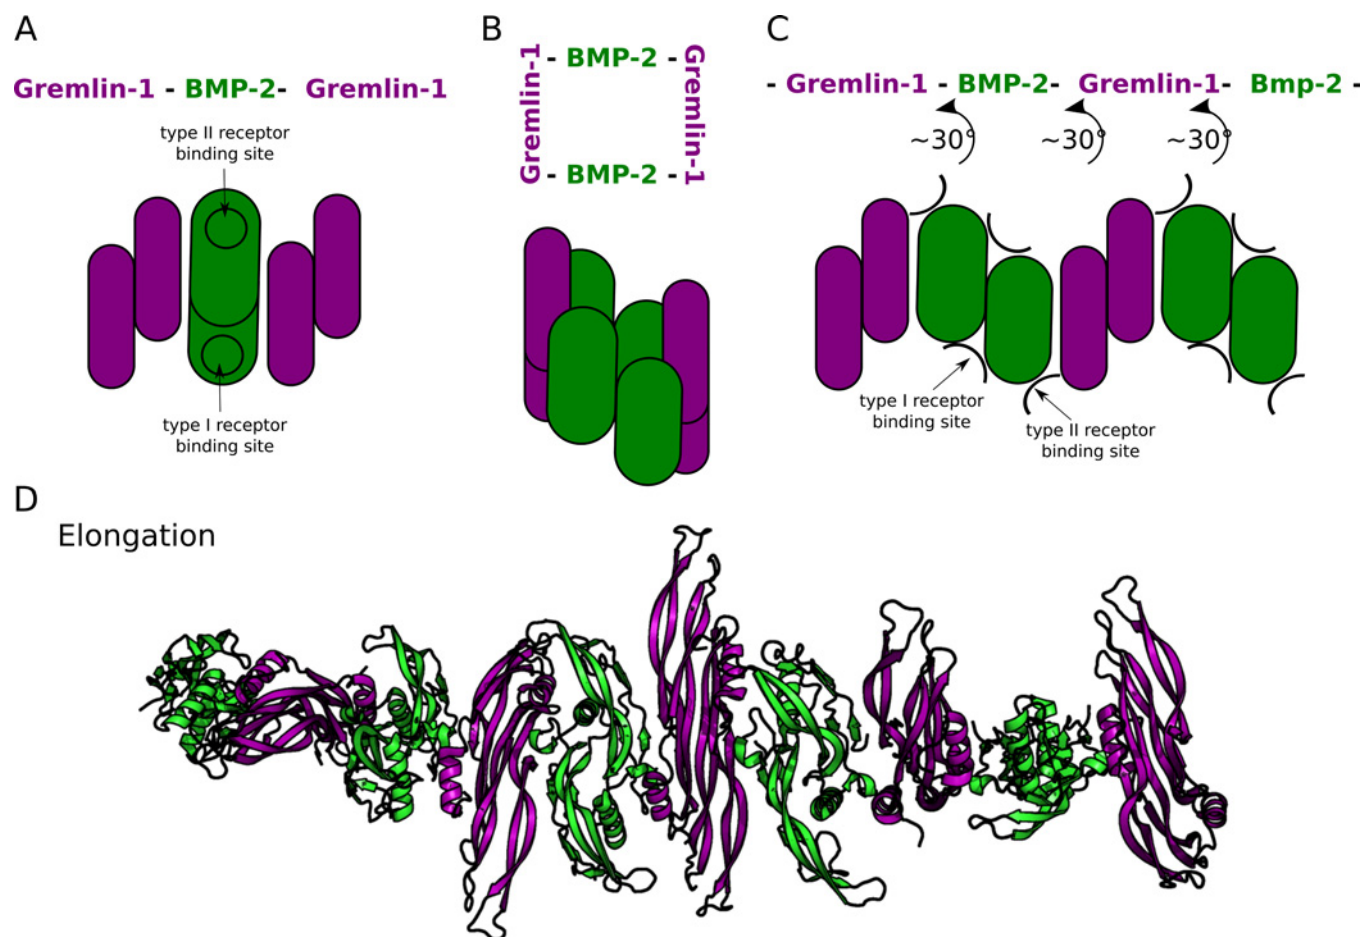 A
Gremlin-1 - BMP-2- Gremlin-1
type II receptor
binding site
type I receptor
binding site
B
- BMP-2 -
Gremlin-1
Gremlin-1
- BMP-2 -
C
- Gremlin-1 - BMP-2- Gremlin-1- Bmp-2 -
~30° ~30° ~30°
type I receptor
binding site
type II receptor
binding site
D
Elongation